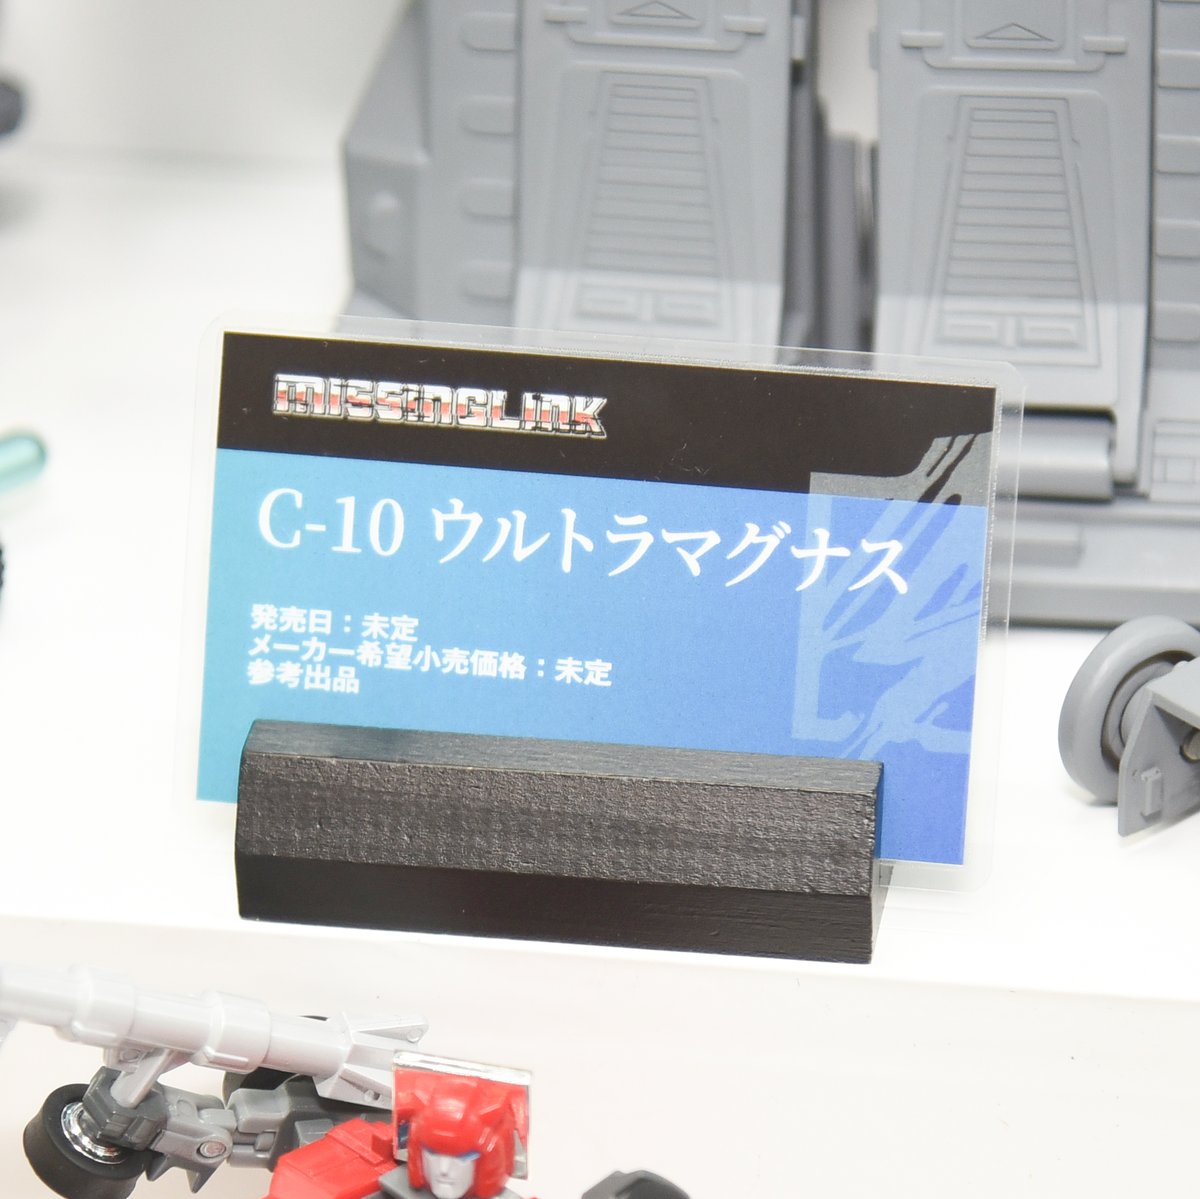 MISSINGLINK
C-10 ウルトラマグナス
発売日：未定
メーカー希望小売価格：未定
参考出品